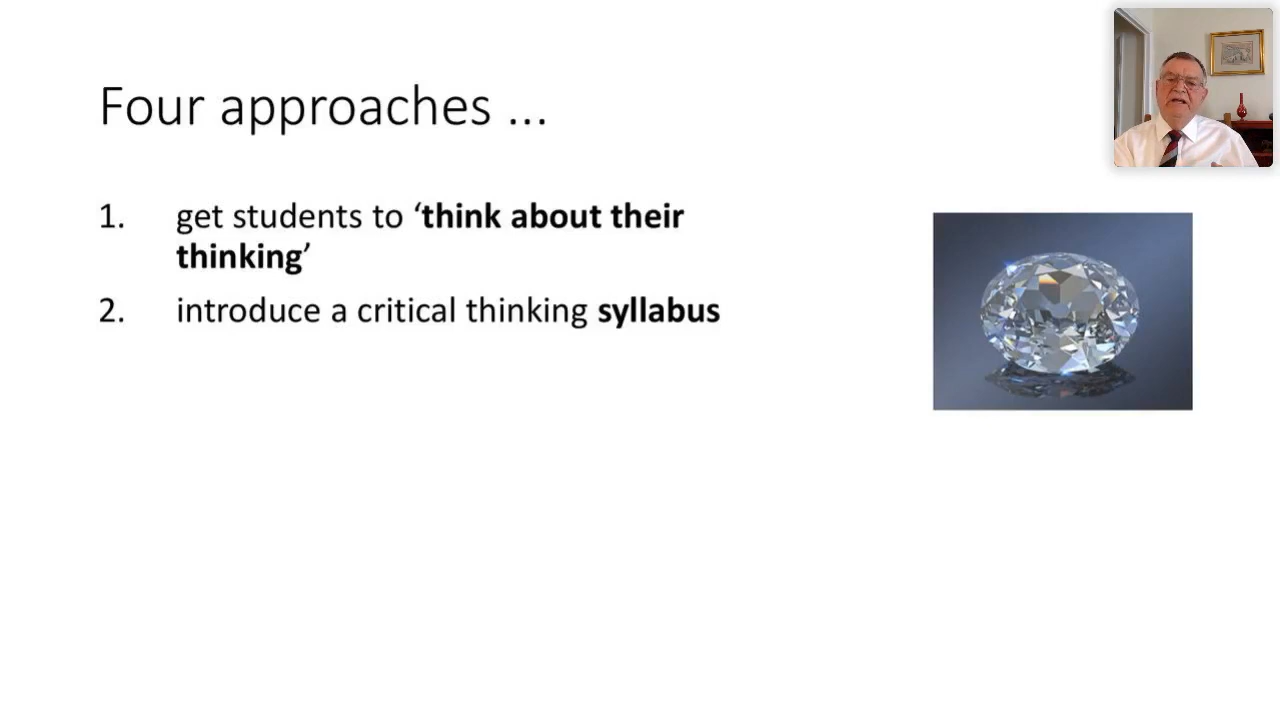 Four approaches ...
1. get students to ‘think about their
thinking’
2. introduce a critical thinking syllabus